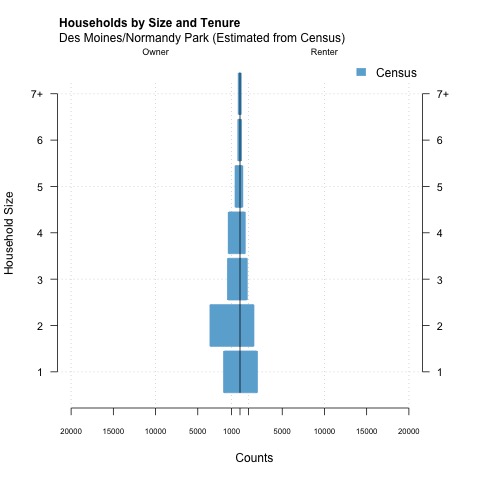 Households by Size and Tenure
Des Moines/Normandy Park (Estimated from Census)
Owner Renter
Census
7+ 7+
6 6
5 5
4 4
3 3
2 2
1 1
Household Size
20000 15000 10000 5000 1000 5000 10000 15000 20000
Counts